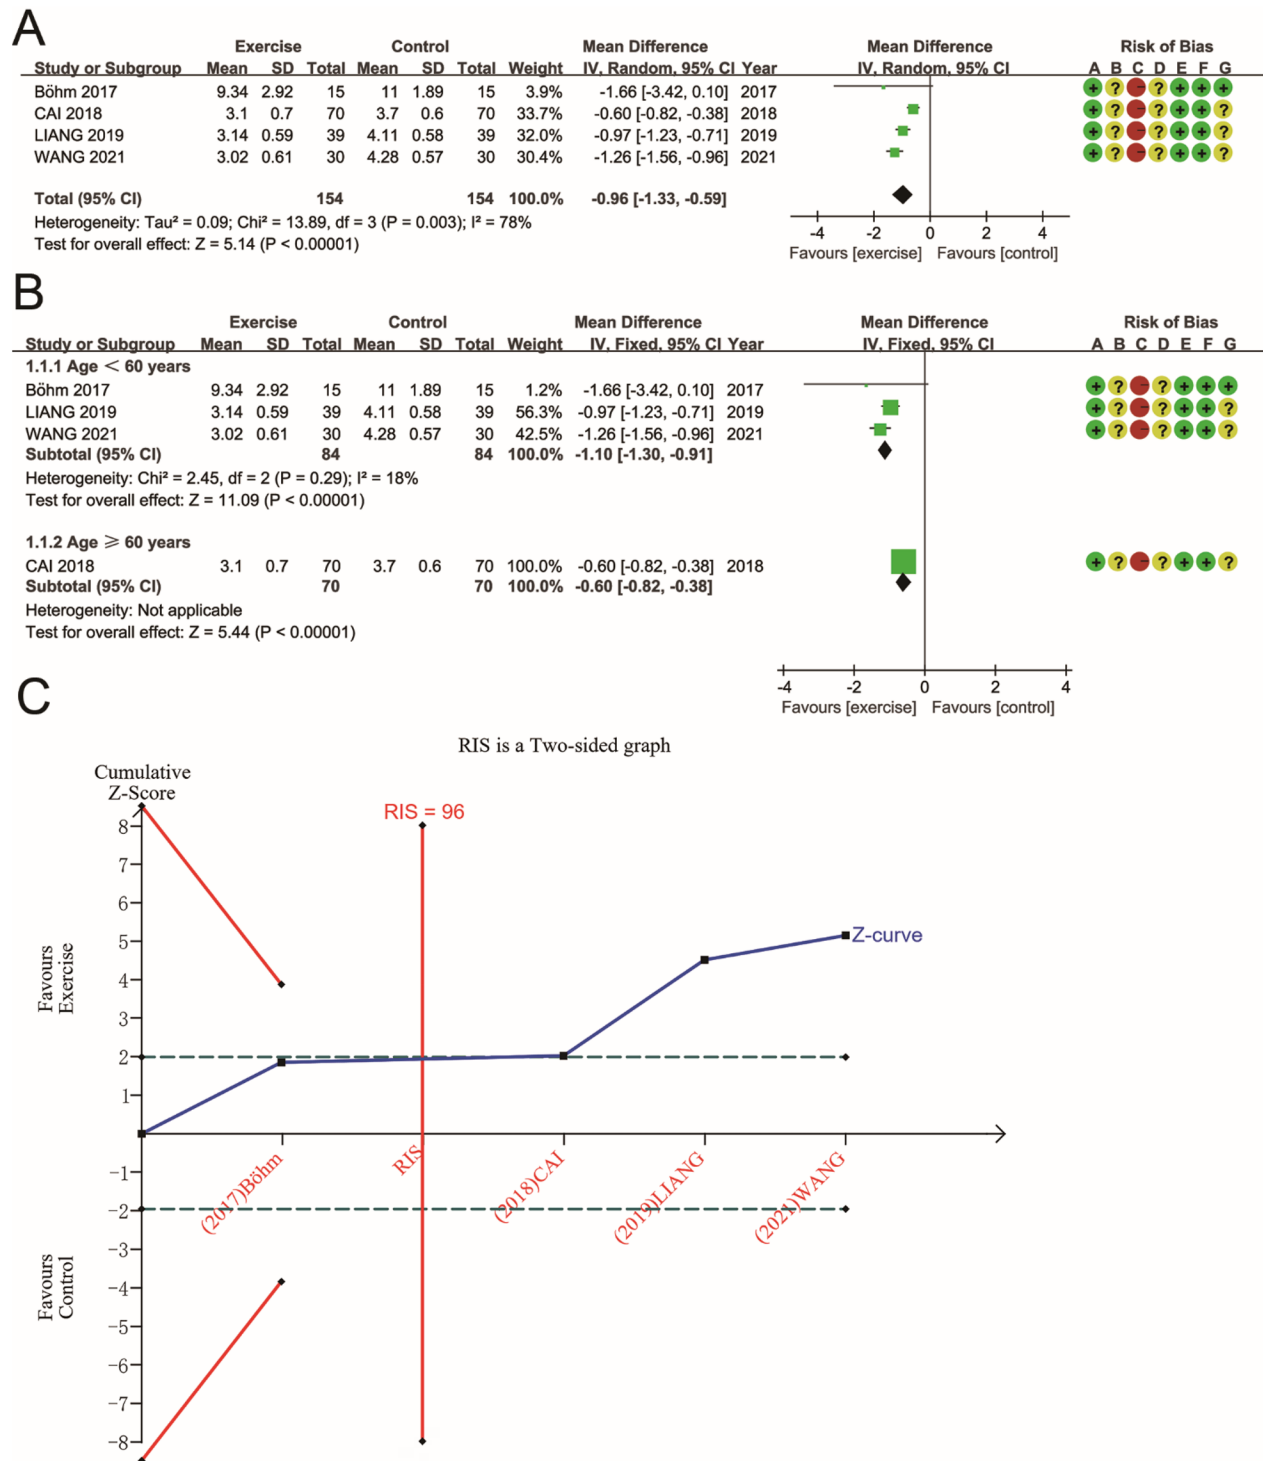 A
Exercise Control Mean Difference Mean Difference Risk of Bias
Study or Subgroup Mean SD Total Mean SD Total Weight IV, Random, 95% CI Year IV, Random, 95% CI A B C D E F G
Böhm 2017 9.34 2.92 15 11 1.89 15 3.9% -1.66 [-3.42, 0.10] 2017 + ? - ? + + +
CAI 2018 3.1 0.7 70 3.7 0.6 70 33.7% -0.60 [-0.82, -0.38] 2018 + ? - ? + + ?
LIANG 2019 3.14 0.59 39 4.11 0.58 39 32.0% -0.97 [-1.23, -0.71] 2019 + ? - ? + + ?
WANG 2021 3.02 0.61 30 4.28 0.57 30 30.4% -1.26 [-1.56, -0.96] 2021 + ? - ? + + ?
Total (95% CI) 154 154 100.0% -0.96 [-1.33, -0.59]
Heterogeneity: Tau² = 0.09; Chi² = 13.89, df = 3 (P = 0.003); I² = 78%
Test for overall effect: Z = 5.14 (P < 0.00001)
-4 -2 0 2 4
Favours [exercise] Favours [control]
B
Exercise Control Mean Difference Mean Difference Risk of Bias
Study or Subgroup Mean SD Total Mean SD Total Weight IV, Fixed, 95% CI Year IV, Fixed, 95% CI A B C D E F G
1.1.1 Age < 60 years
Böhm 2017 9.34 2.92 15 11 1.89 15 1.2% -1.66 [-3.42, 0.10] 2017 + ? - ? + + +
LIANG 2019 3.14 0.59 39 4.11 0.58 39 56.3% -0.97 [-1.23, -0.71] 2019 + ? - ? + + ?
WANG 2021 3.02 0.61 30 4.28 0.57 30 42.5% -1.26 [-1.56, -0.96] 2021 + ? - ? + + ?
Subtotal (95% CI) 84 84 100.0% -1.10 [-1.30, -0.91]
Heterogeneity: Chi² = 2.45, df = 2 (P = 0.29); I² = 18%
Test for overall effect: Z = 11.09 (P < 0.00001)
1.1.2 Age ⩾ 60 years
CAI 2018 3.1 0.7 70 3.7 0.6 70 100.0% -0.60 [-0.82, -0.38] 2018 + ? - ? + + ?
Subtotal (95% CI) 70 70 100.0% -0.60 [-0.82, -0.38]
Heterogeneity: Not applicable
Test for overall effect: Z = 5.44 (P < 0.00001)
-4 -2 0 2 4
Favours [exercise] Favours [control]
C
RIS is a Two-sided graph
Cumulative
Z-Score
RIS = 96
8
7
6
5
4
3
2
1
-1
-2
-3
-4
-5
-6
-7
-8
Favours
Exercise
Favours
Control
Z-curve
(2017)Böhm
RIS
(2018)CAI
(2019)LIANG
(2021)WANG